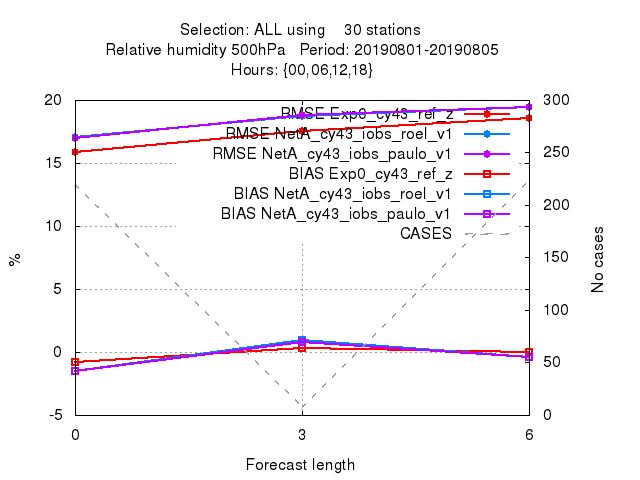 Selection: ALL using 30 stations
Relative humidity 500hPa Period: 20190801-20190805
Hours: {00,06,12,18}
20
15
10
5
0
-5
%
RMSE Exp0_cy43_ref_z
RMSE NetA_cy43_iobs_roel_v1
RMSE NetA_cy43_iobs_paulo_v1
BIAS Exp0_cy43_ref_z
BIAS NetA_cy43_iobs_roel_v1
BIAS NetA_cy43_iobs_paulo_v1
CASES
300
250
200
150
100
50
0
No cases
0 3 6
Forecast length